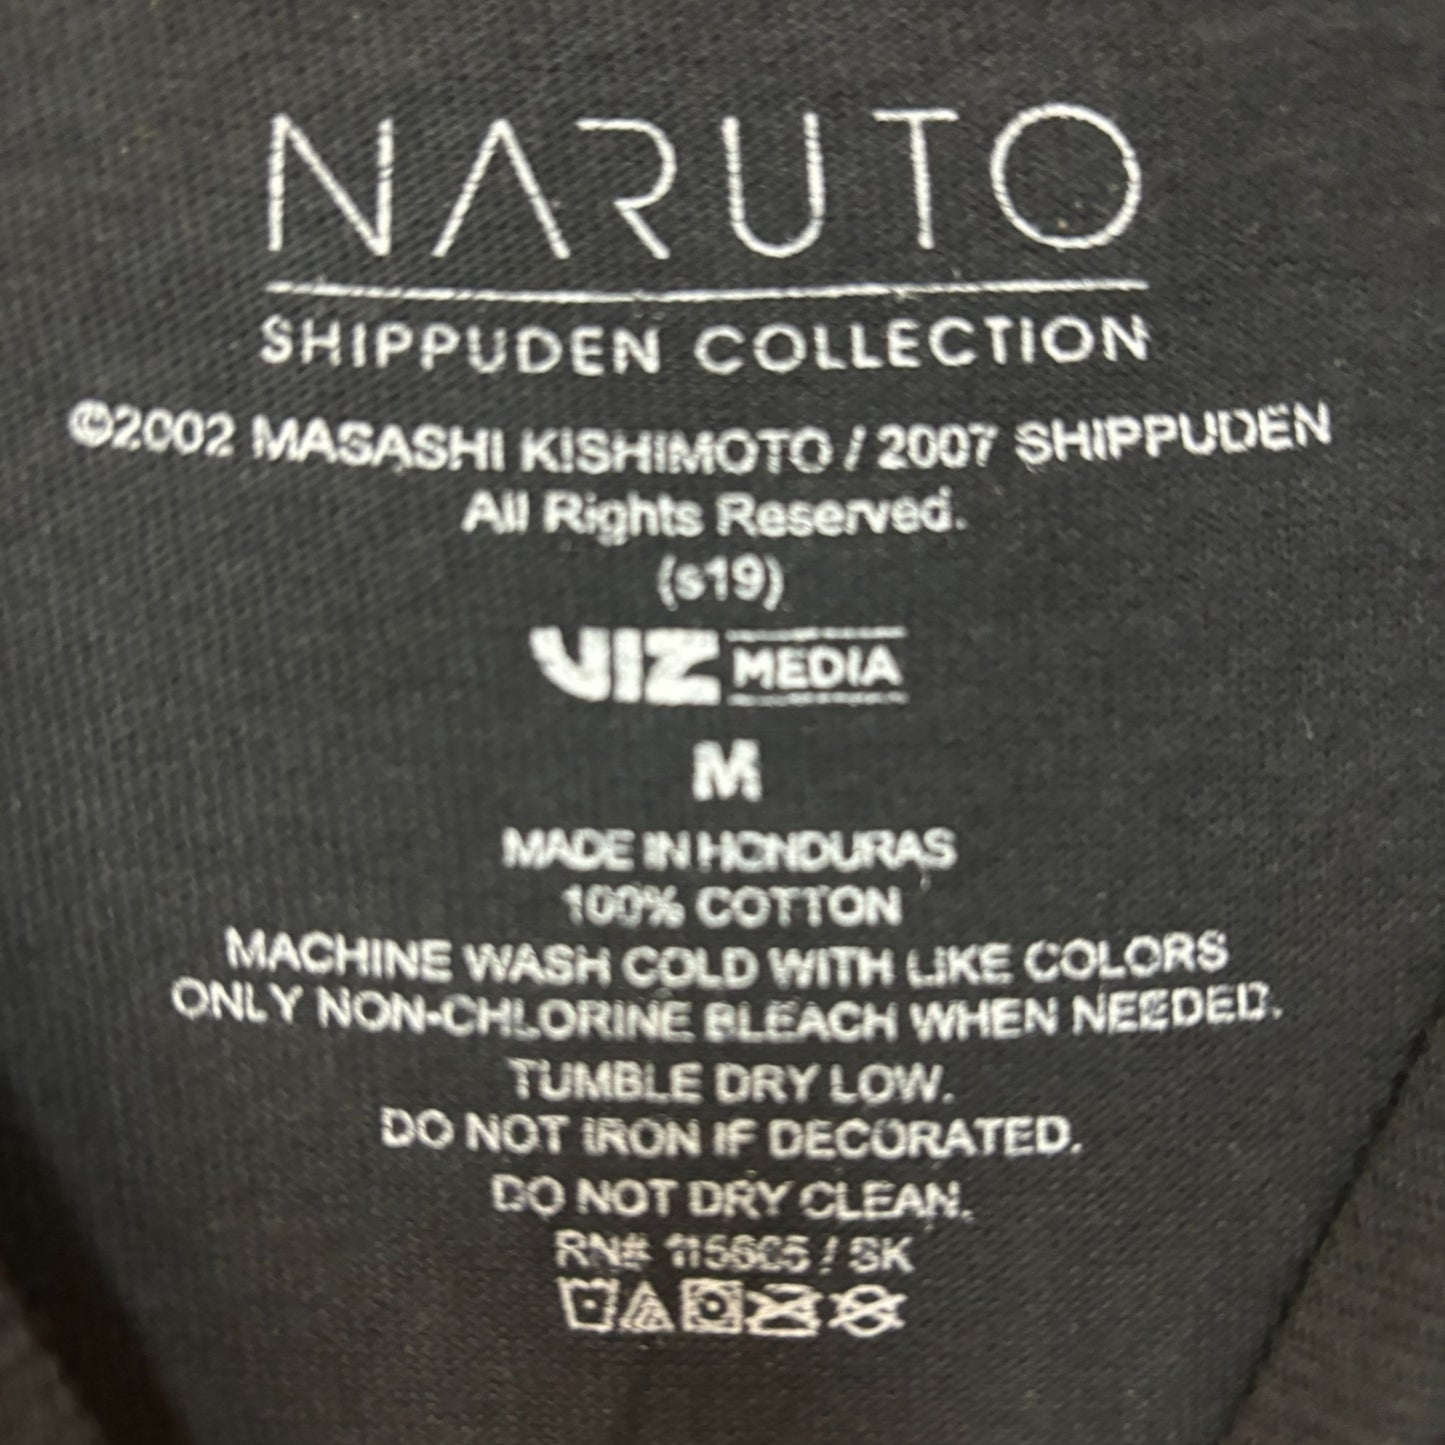 NARUTO
SHIPPUDEN COLLECTION
©2002 MASASHI KISHIMOTO / 2007 SHIPPUDEN
All Rights Reserved.
(s19)
VIZ MEDIA
M
MADE IN HONDURAS
100% COTTON
MACHINE WASH COLD WITH LIKE COLORS
ONLY NON-CHLORINE BLEACH WHEN NEEDED.
TUMBLE DRY LOW.
DO NOT IRON IF DECORATED.
DO NOT DRY CLEAN.
RN# 115605 / SK